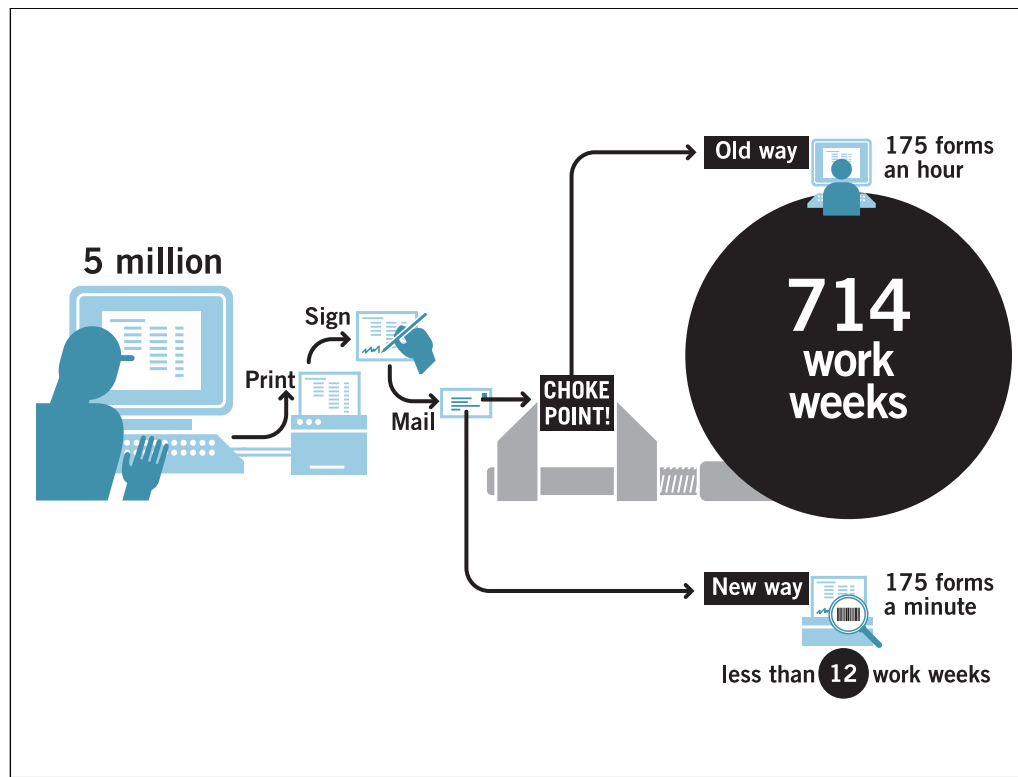 5 million
Print
Sign
Mail
CHOKE
POINT!
Old way
175 forms
an hour
714
work
weeks
New way
175 forms
a minute
less than 12 work weeks